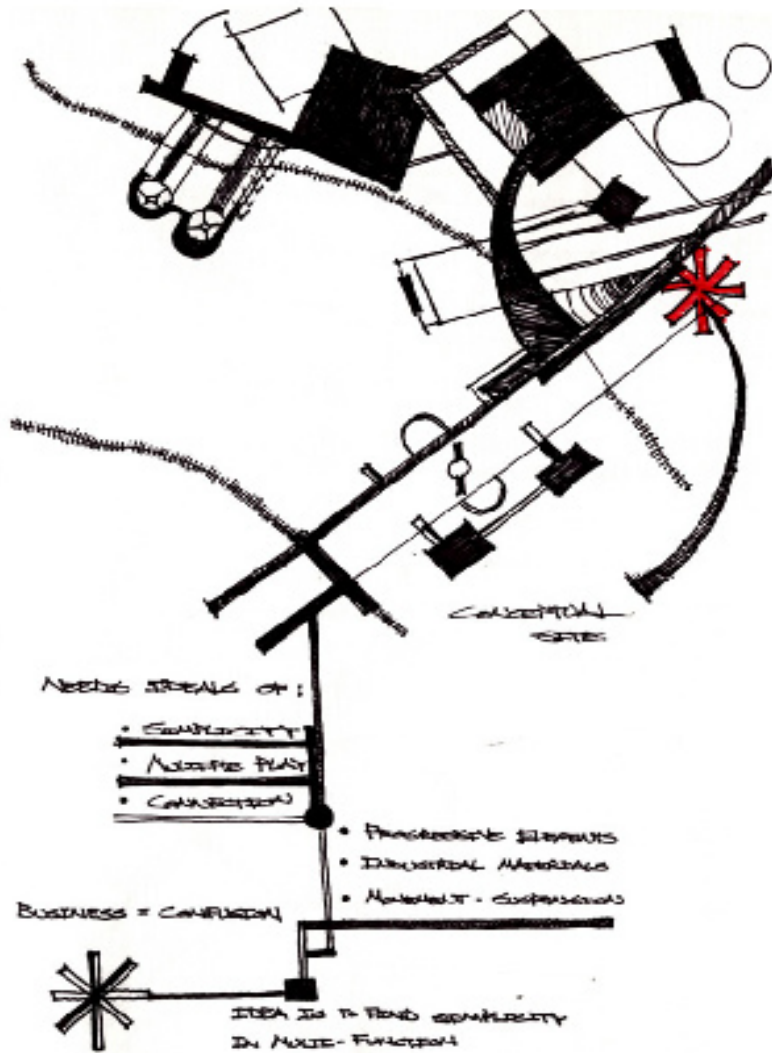 CONCEPTUAL
SITE
NEEDS IDEALS OF:
• SIMPLICITY
• MULTIPLE PLAY
• CONNECTION
• PROGRESSIVE ELEMENTS
• INDUSTRIAL MATERIALS
• MOVEMENT - SUSPENSION
BUSINESS = CONFUSION
IDEA IS TO FIND SIMPLICITY
IN MULTI-FUNCTION